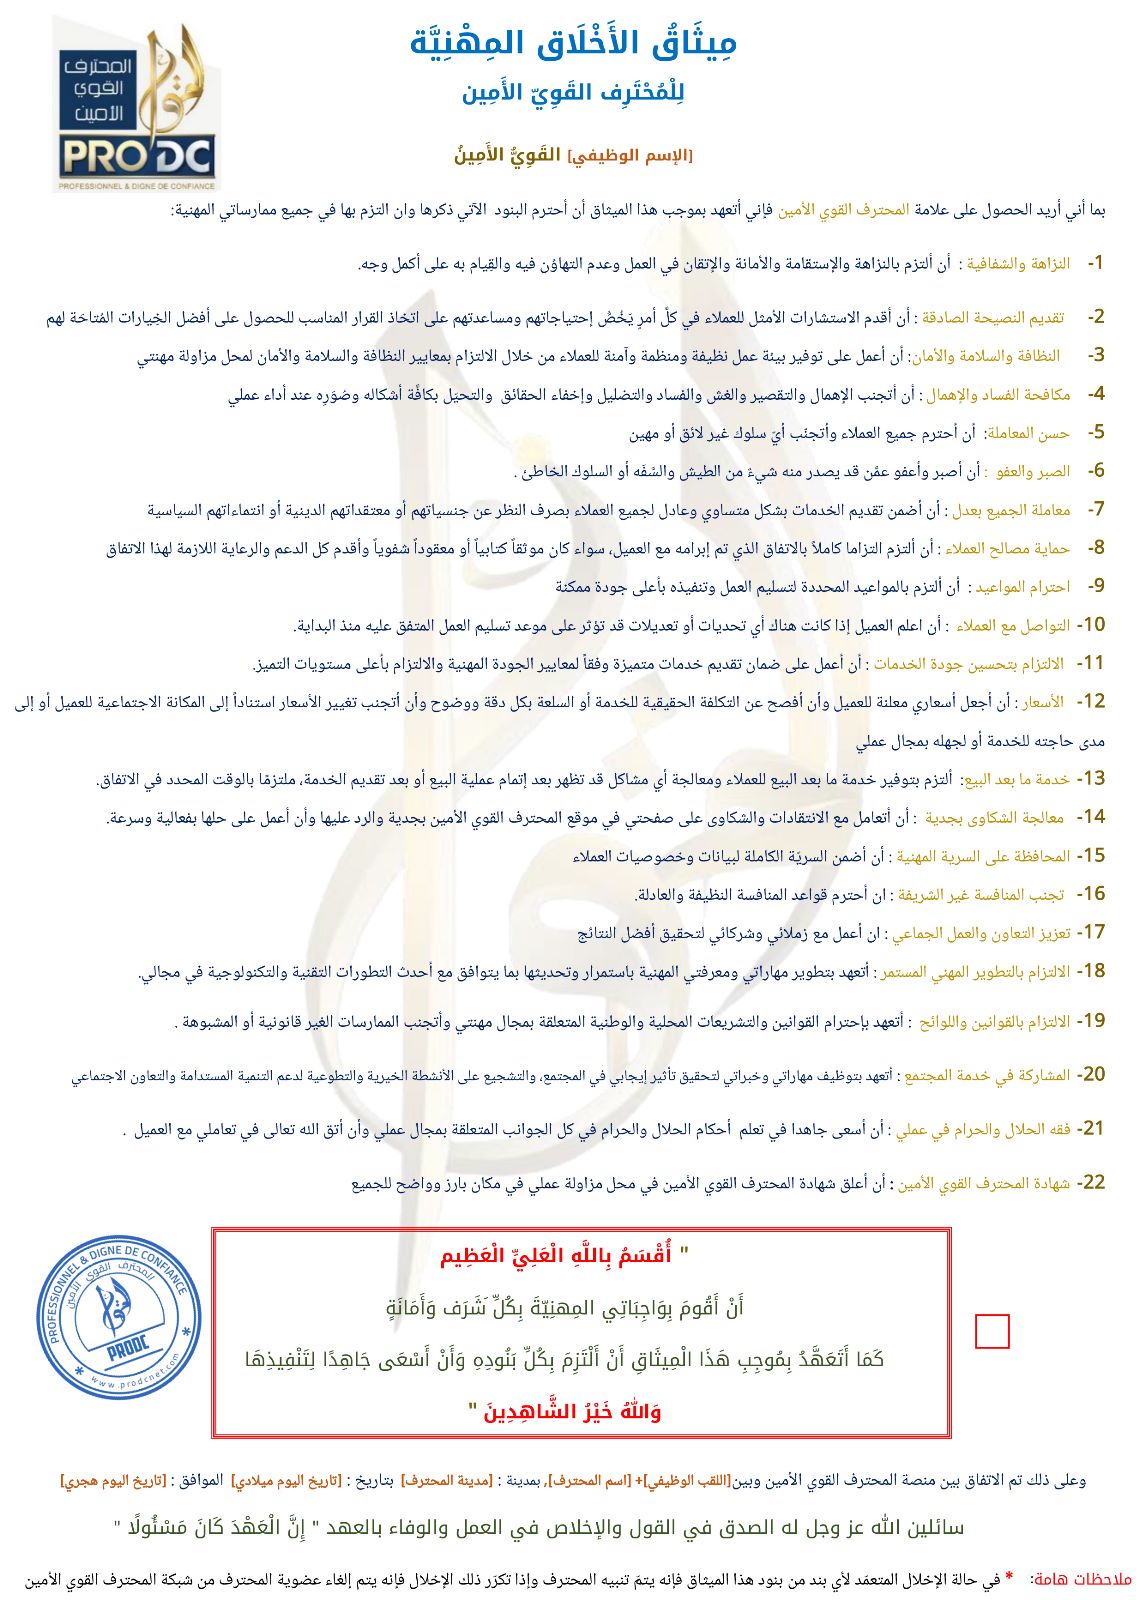 المحترف
القوي
الأمين
PRO DC
PROFESSIONNEL & DIGNE DE CONFIANCE
مِيثَاقُ الأَخْلَاق المِهْنِيَّة
لِلْمُحْتَرِف القَوِيّ الأَمِين
[الإسم الوظيفي] القَوِيُّ الأَمِينُ
بما أني أريد الحصول على علامة المحترف القوي الأمين فإني أتعهد بموجب هذا الميثاق أن أحترم البنود الآتي ذكرها وان التزم بها في جميع ممارساتي المهنية:
1- النزاهة والشفافية : أن ألتزم بالنزاهة والإستقامة والأمانة والإتقان في العمل وعدم التهاوُن فيه والقِيام به على أكمل وجه.
2- تقديم النصيحة الصادقة : أن أقدم الاستشارات الأمثل للعملاء في كلِّ أمرٍ يَخُصُّ إحتياجاتهم ومساعدتهم على اتخاذ القرار المناسب للحصول على أفضل الخِيارات المُتاحَة لهم
3- النظافة والسلامة والأمان: أن أعمل على توفير بيئة عمل نظيفة ومنظمة وآمنة للعملاء من خلال الالتزام بمعايير النظافة والسلامة والأمان لمحل مزاولة مهنتي
4- مكافحة الفساد والإهمال : أن أتجنب الإهمال والتقصير والغش والفساد والتضليل وإخفاء الحقائق والتحيّل بكافّة أشكاله وصُوَرِه عند أداء عملي
5- حسن المعاملة: أن أحترم جميع العملاء وأتجنّب أيّ سلوك غير لائق أو مهين
6- الصبر والعفو : أن أصبر وأعفو عمّن قد يصدر منه شيءٌ من الطيش والسَّفَه أو السلوك الخاطئ .
7- معاملة الجميع بعدل : أن أضمن تقديم الخدمات بشكل متساوي وعادل لجميع العملاء بصرف النظر عن جنسياتهم أو معتقداتهم الدينية أو انتماءاتهم السياسية
8- حماية مصالح العملاء : أن ألتزم التزاما كاملاً بالاتفاق الذي تم إبرامه مع العميل، سواء كان موثقاً كتابياً أو معقوداً شفوياً وأقدم كل الدعم والرعاية اللازمة لهذا الاتفاق
9- احترام المواعيد : أن ألتزم بالمواعيد المحددة لتسليم العمل وتنفيذه بأعلى جودة ممكنة
10- التواصل مع العملاء : أن اعلم العميل إذا كانت هناك أي تحديات أو تعديلات قد تؤثر على موعد تسليم العمل المتفق عليه منذ البداية.
11- الالتزام بتحسين جودة الخدمات : أن أعمل على ضمان تقديم خدمات متميزة وفقاً لمعايير الجودة المهنية والالتزام بأعلى مستويات التميز.
12- الأسعار : أن أجعل أسعاري معلنة للعميل وأن أفصح عن التكلفة الحقيقية للخدمة أو السلعة بكل دقة ووضوح وأن أتجنب تغيير الأسعار استناداً إلى المكانة الاجتماعية للعميل أو إلى
مدى حاجته للخدمة أو لجهله بمجال عملي
13- خدمة ما بعد البيع: ألتزم بتوفير خدمة ما بعد البيع للعملاء ومعالجة أي مشاكل قد تظهر بعد إتمام عملية البيع أو بعد تقديم الخدمة، ملتزمًا بالوقت المحدد في الاتفاق.
14- معالجة الشكاوى بجدية : أن أتعامل مع الانتقادات والشكاوى على صفحتي في موقع المحترف القوي الأمين بجدية والرد عليها وأن أعمل على حلها بفعالية وسرعة.
15- المحافظة على السرية المهنية : أن أضمن السريّة الكاملة لبيانات وخصوصيات العملاء
16- تجنب المنافسة غير الشريفة : ان أحترم قواعد المنافسة النظيفة والعادلة.
17- تعزيز التعاون والعمل الجماعي : ان أعمل مع زملائي وشركائي لتحقيق أفضل النتائج
18- الالتزام بالتطوير المهني المستمر : أتعهد بتطوير مهاراتي ومعرفتي المهنية باستمرار وتحديثها بما يتوافق مع أحدث التطورات التقنية والتكنولوجية في مجالي.
19- الالتزام بالقوانين واللوائح : أتعهد بإحترام القوانين والتشريعات المحلية والوطنية المتعلقة بمجال مهنتي وأتجنب الممارسات الغير قانونية أو المشبوهة .
20- المشاركة في خدمة المجتمع : أتعهد بتوظيف مهاراتي وخبراتي لتحقيق تأثير إيجابي في المجتمع، والتشجيع على الأنشطة الخيرية والتطوعية لدعم التنمية المستدامة والتعاون الاجتماعي
21- فقه الحلال والحرام في عملي : أن أسعى جاهدا في تعلم أحكام الحلال والحرام في كل الجوانب المتعلقة بمجال عملي وأن أتق الله تعالى في تعاملي مع العميل .
22- شهادة المحترف القوي الأمين : أن أعلق شهادة المحترف القوي الأمين في محل مزاولة عملي في مكان بارز وواضح للجميع
" أُقْسَمُ بِاللَّهِ الْعَلِيِّ الْعَظِيم
أَنْ أَقُومَ بِوَاجِبَاتِي المِهنِيّةَ بِكُلِّ شَرَف وَأَمَانَةٍ
كَمَا أَتَعَهَّدُ بِمُوجِبِ هَذَا الْمِيثَاقِ أَنْ أَلْتَزِمَ بِكُلِّ بَنُودِهِ وَأَنْ أَسْعَى جَاهِدًا لِتَنْفِيذِهَا
وَاللهُ خَيْرُ الشَّاهِدِينَ "
PROFESSIONNEL & DIGNE DE CONFIANCE
المحترف القوي الأمين
PRODC
www.prodcnet.com
وعلى ذلك تم الاتفاق بين منصة المحترف القوي الأمين وبين[اللقب الوظيفي]+ [اسم المحترف], بمدينة : [مدينة المحترف] بتاريخ : [تاريخ اليوم ميلادي] الموافق : [تاريخ اليوم هجري]
سائلين الله عز وجل له الصدق في القول والإخلاص في العمل والوفاء بالعهد " إِنَّ الْعَهْدَ كَانَ مَسْئُولًا "
ملاحظات هامة: * في حالة الإخلال المتعمّد لأي بند من بنود هذا الميثاق فإنه يتمّ تنبيه المحترف وإذا تكرّر ذلك الإخلال فإنه يتم إلغاء عضوية المحترف من شبكة المحترف القوي الأمين